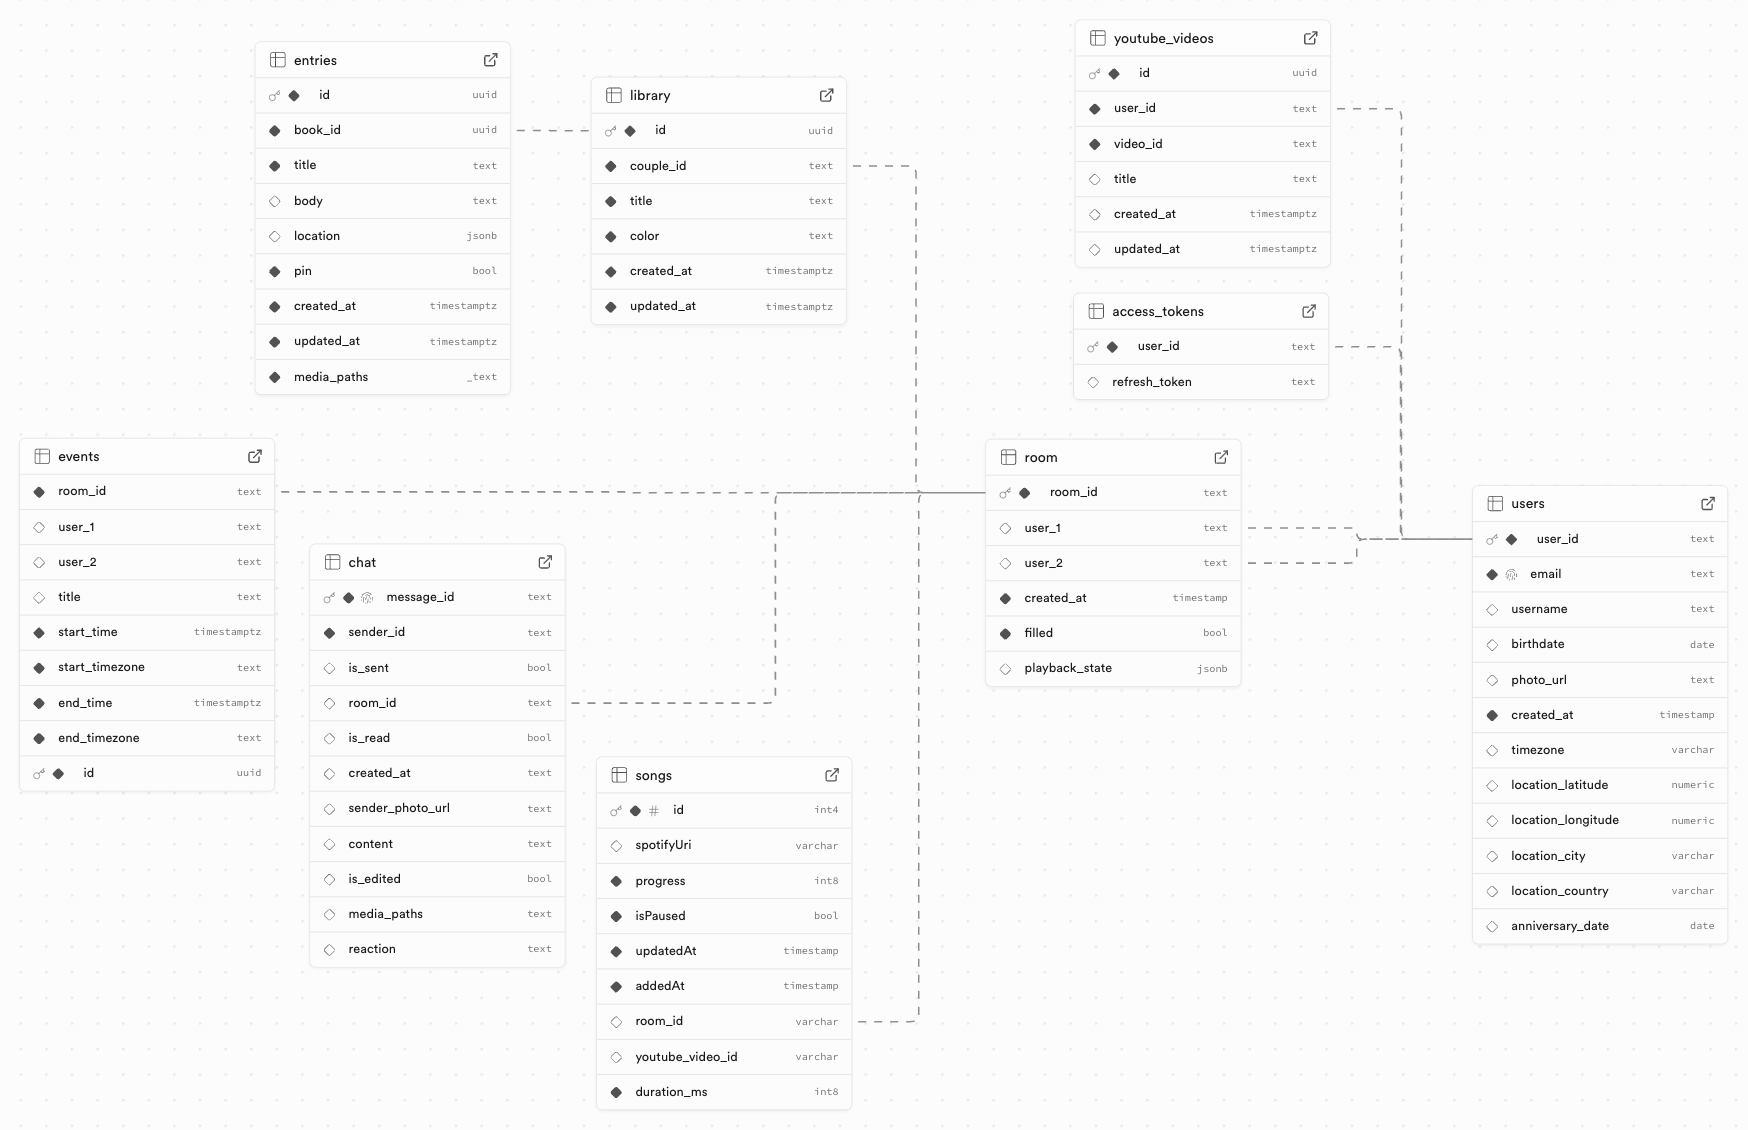 entries
id uuid
book_id uuid
title text
body text
location jsonb
pin bool
created_at timestamptz
updated_at timestamptz
media_paths _text
library
id uuid
couple_id text
title text
color text
created_at timestamptz
updated_at timestamptz
youtube_videos
id uuid
user_id text
video_id text
title text
created_at timestamptz
updated_at timestamptz
access_tokens
user_id text
refresh_token text
events
room_id text
user_1 text
user_2 text
title text
start_time timestamptz
start_timezone text
end_time timestamptz
end_timezone text
id uuid
chat
message_id text
sender_id text
is_sent bool
room_id text
is_read bool
created_at text
sender_photo_url text
content text
is_edited bool
media_paths text
reaction text
songs
# id int4
spotifyUri varchar
progress int8
isPaused bool
updatedAt timestamp
addedAt timestamp
room_id varchar
youtube_video_id varchar
duration_ms int8
room
room_id text
user_1 text
user_2 text
created_at timestamp
filled bool
playback_state jsonb
users
user_id text
email text
username text
birthdate date
photo_url text
created_at timestamp
timezone varchar
location_latitude numeric
location_longitude numeric
location_city varchar
location_country varchar
anniversary_date date